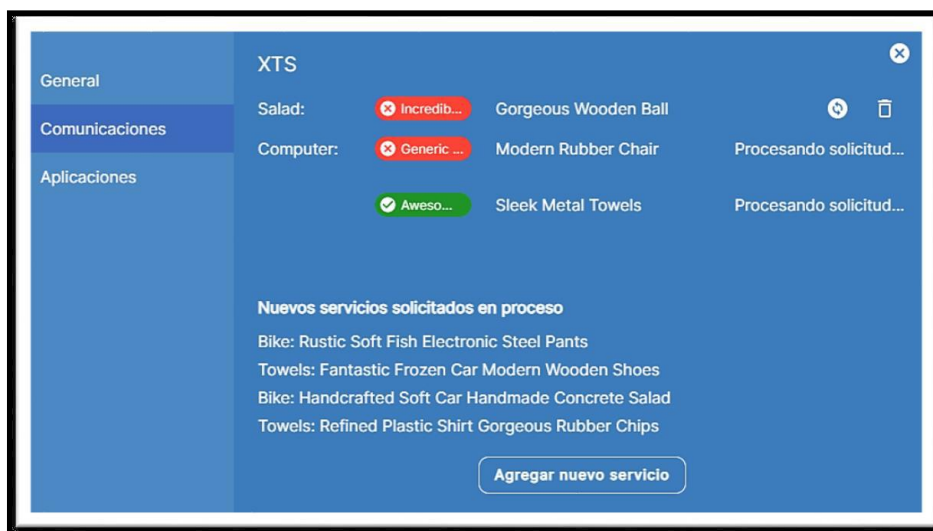 General
Comunicaciones
Aplicaciones
XTS
Salad: Incredib... Gorgeous Wooden Ball
Computer: Generic ... Modern Rubber Chair Procesando solicitud...
Aweso... Sleek Metal Towels Procesando solicitud...
Nuevos servicios solicitados en proceso
Bike: Rustic Soft Fish Electronic Steel Pants
Towels: Fantastic Frozen Car Modern Wooden Shoes
Bike: Handcrafted Soft Car Handmade Concrete Salad
Towels: Refined Plastic Shirt Gorgeous Rubber Chips
Agregar nuevo servicio